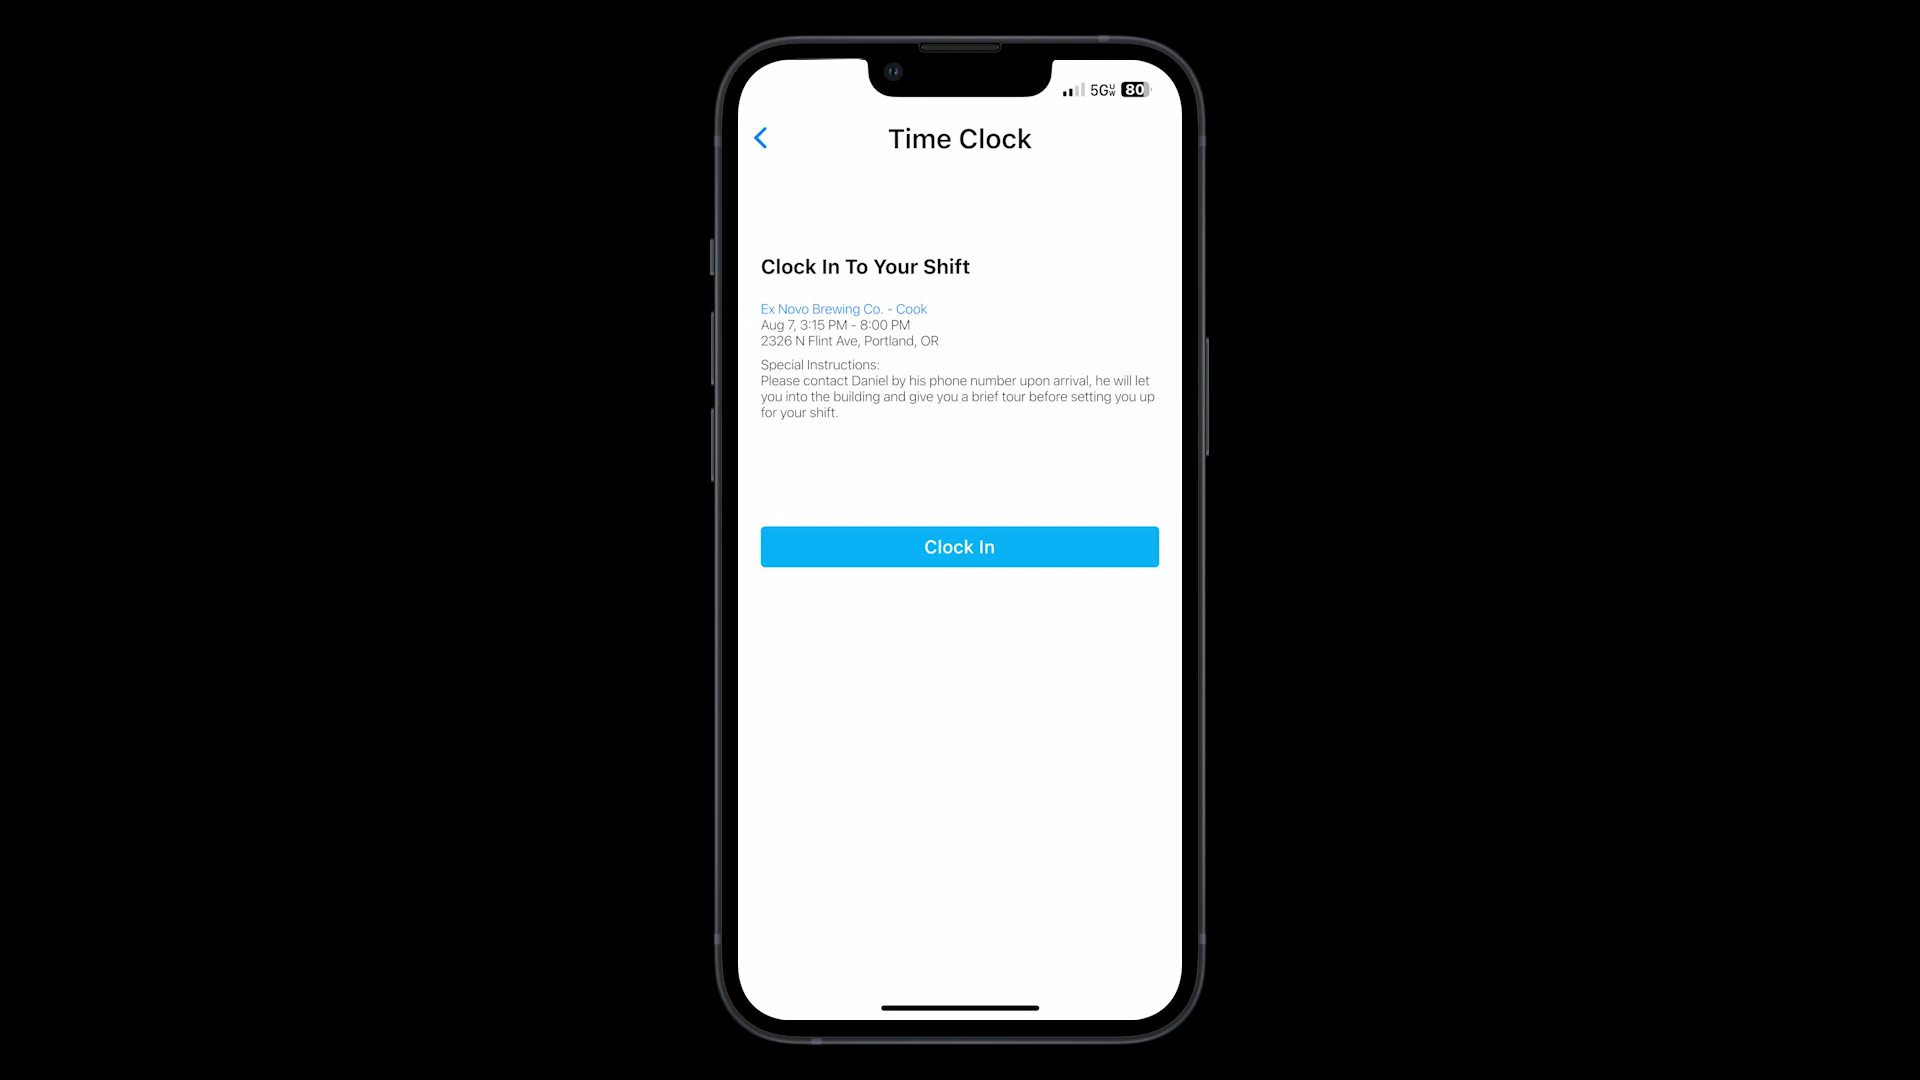 5GUW 80
Time Clock
Clock In To Your Shift
Ex Novo Brewing Co. - Cook
Aug 7, 3:15 PM - 8:00 PM
2326 N Flint Ave, Portland, OR
Special Instructions:
Please contact Daniel by his phone number upon arrival, he will let
you into the building and give you a brief tour before setting you up
for your shift.
Clock In